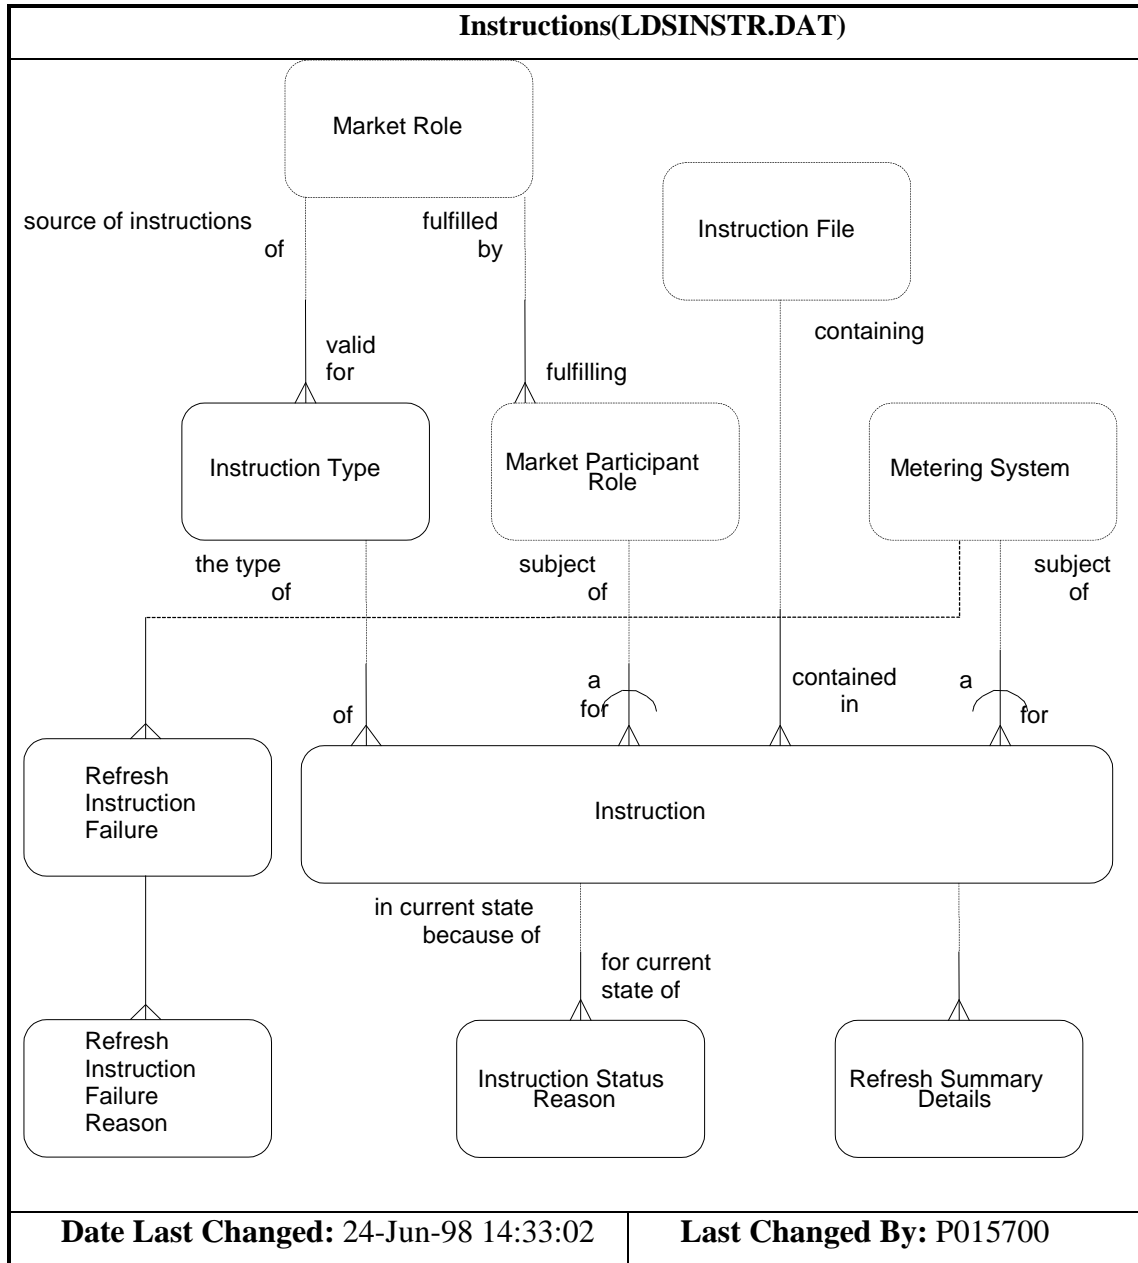 Instructions(LDSINSTR.DAT)
Market Role
source of instructions
of
fulfilled
by
Instruction File
containing
valid
for
fulfilling
Instruction Type
Market Participant
Role
Metering System
the type
of
subject
of
subject
of
of
a
for
contained
in
a
for
Refresh
Instruction
Failure
Instruction
in current state
because of
for current
state of
Refresh
Instruction
Failure
Reason
Instruction Status
Reason
Refresh Summary
Details
Date Last Changed: 24-Jun-98 14:33:02
Last Changed By: P015700